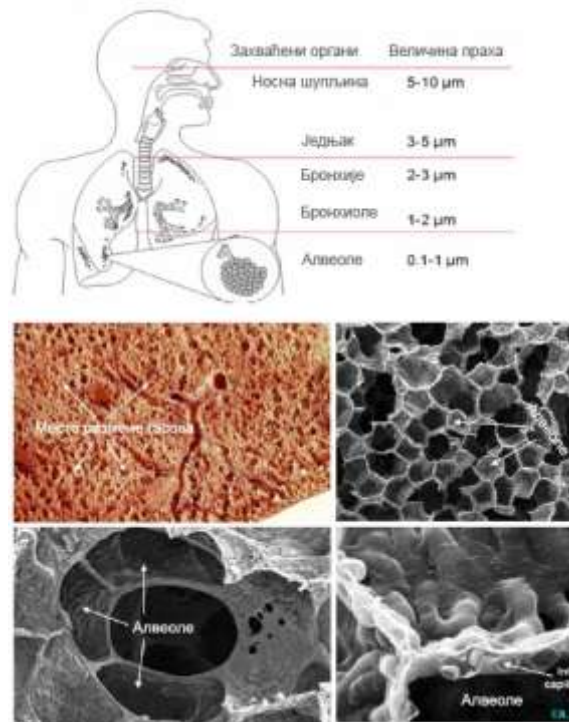 Захваћени органи Величина праха
Носна шупљина 5-10 µm
Једњак 3-5 µm
Бронхије 2-3 µm
Бронхиоле 1-2 µm
Алвеоле 0.1-1 µm
Место размене гасова
Алвеоле
Алвеоле
Алвеоле